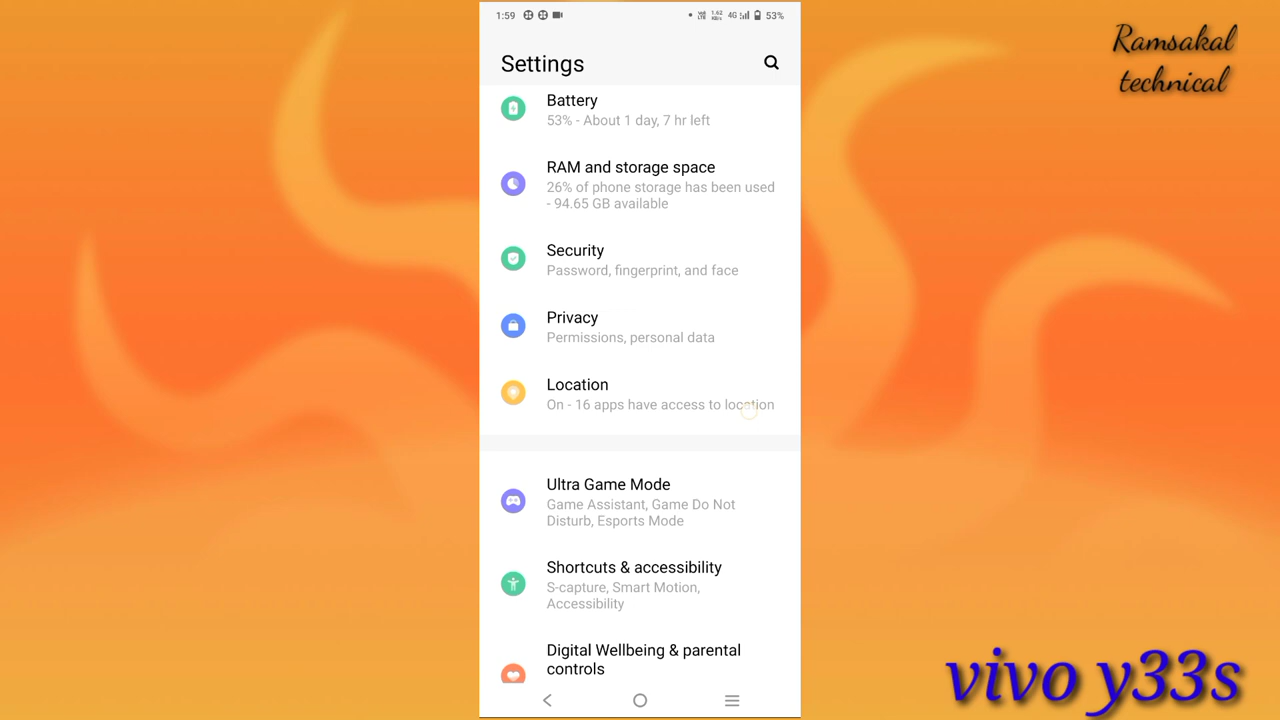 1:59
1.62
4G
53%
Ramsakal
technical
Settings
Battery
53% - About 1 day, 7 hr left
RAM and storage space
26% of phone storage has been used
- 94.65 GB available
Security
Password, fingerprint, and face
Privacy
Permissions, personal data
Location
On - 16 apps have access to location
Ultra Game Mode
Game Assistant, Game Do Not
Disturb, Esports Mode
Shortcuts & accessibility
S-capture, Smart Motion,
Accessibility
Digital Wellbeing & parental
controls
vivo y33s